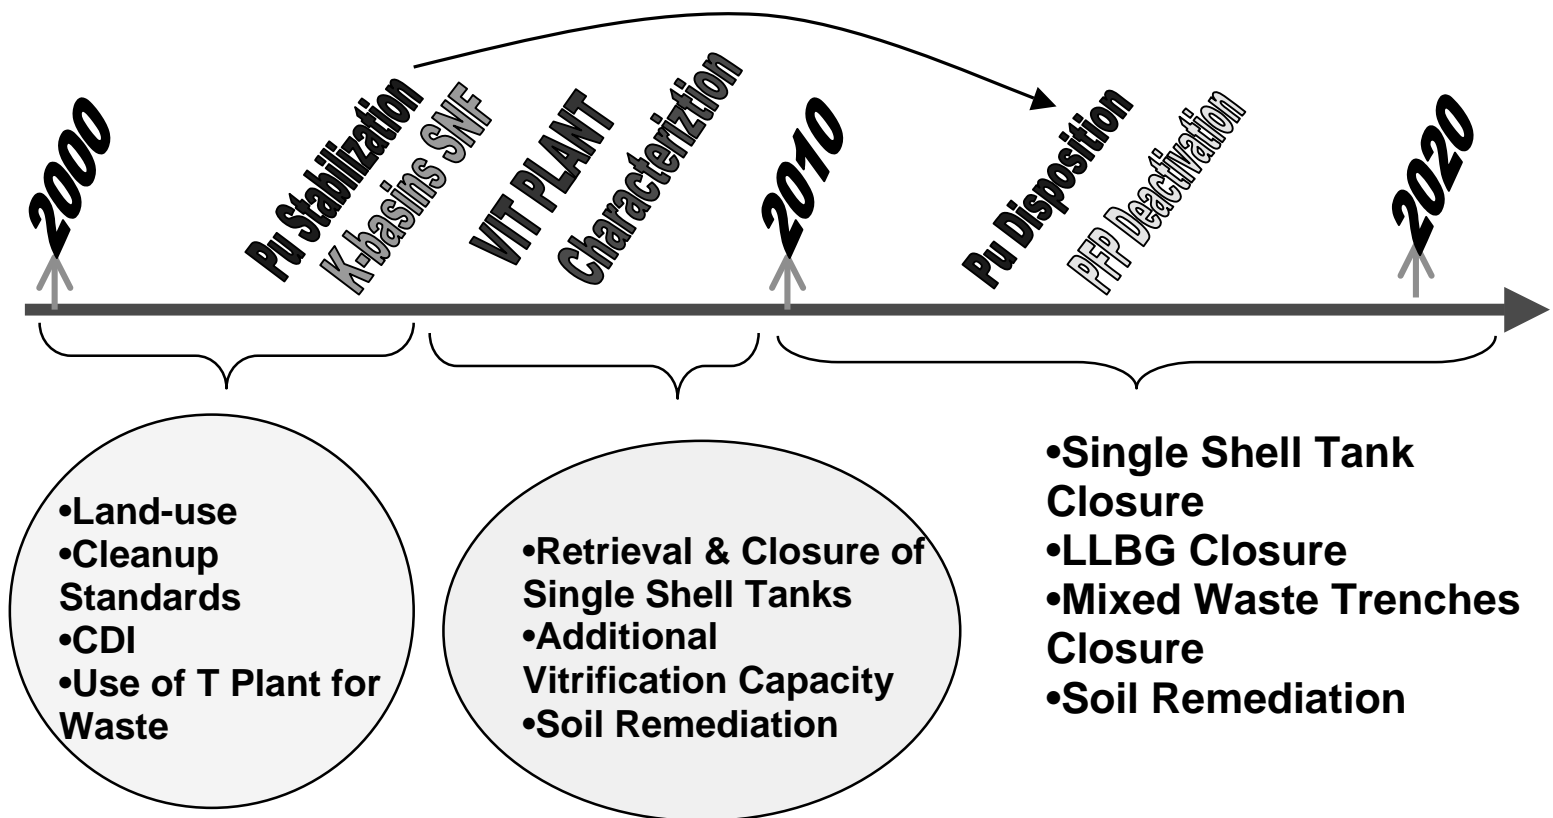 2000
Pu Stabilization
K-basins SNF
VIT PLANT
Characteriztion
2010
Pu Disposition
PFP Deactivation
2020
•Land-use
•Cleanup
Standards
•CDI
•Use of T Plant for
Waste
•Retrieval & Closure of
Single Shell Tanks
•Additional
Vitrification Capacity
•Soil Remediation
•Single Shell Tank
Closure
•LLBG Closure
•Mixed Waste Trenches
Closure
•Soil Remediation